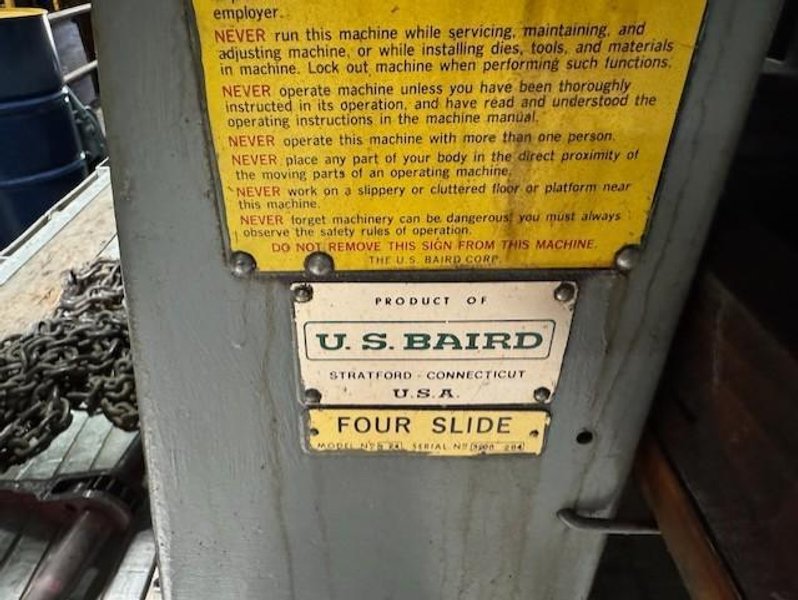 employer.
NEVER run this machine while servicing, maintaining, and
adjusting machine, or while installing dies, tools, and materials
in machine. Lock out machine when performing such functions.
NEVER operate machine unless you have been thoroughly
instructed in its operation, and have read and understood the
operating instructions in the machine manual.
NEVER operate this machine with more than one person.
NEVER place any part of your body in the direct proximity of
the moving parts of an operating machine.
NEVER work on a slippery or cluttered floor or platform near
this machine.
NEVER forget machinery can be dangerous, you must always
observe the safety rules of operation.
DO NOT REMOVE THIS SIGN FROM THIS MACHINE.
THE U.S. BAIRD CORP.
PRODUCT OF
U.S. BAIRD
STRATFORD - CONNECTICUT
U.S.A.
FOUR SLIDE
MODEL Nº SERIAL Nº